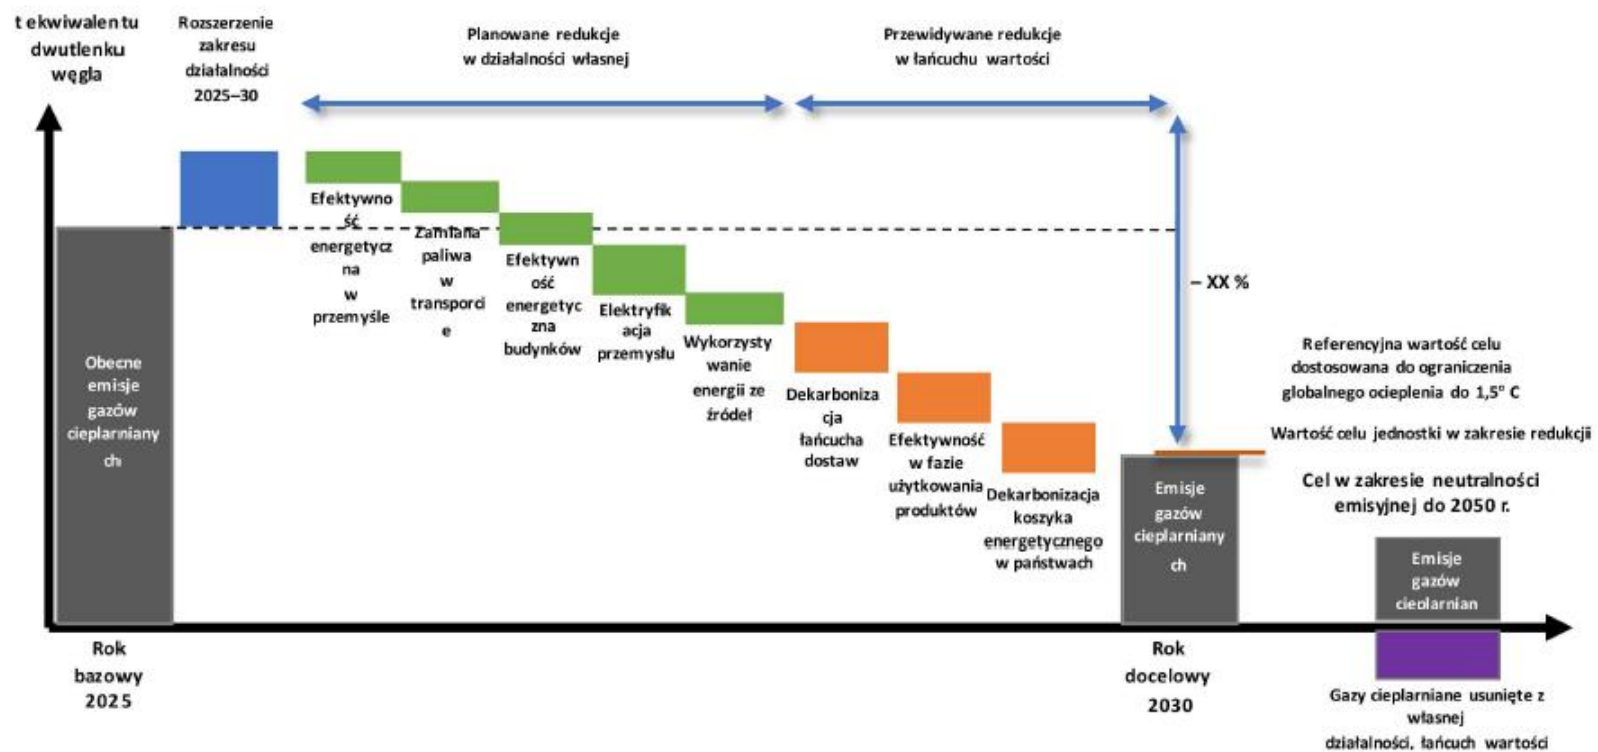 t ekwiwalentu
dwutlenku
węgla
Rozszerzenie
zakresu
działalności
2025–30
Planowane redukcje
w działalności własnej
Przewidywane redukcje
w łańcuchu wartości
Obecne
emisje
gazów
cieplarniany
ch
Efektywno
ść
energetycz
na
w
przemyśle
Zamiana
paliwa
w
transporci
e
Efektywn
ość
energetyc
zna
budynków
Elektryfik
acja
przemysłu
Wykorzysty
wanie
energii ze
źródeł
Dekarboniza
cja
łańcucha
dostaw
Efektywność
w fazie
użytkowania
produktów
Dekarbonizacja
koszyka
energetycznego
w państwach
– XX %
Emisje
gazów
cieplarniany
ch
Referencyjna wartość celu
dostosowana do ograniczenia
globalnego ocieplenia do 1,5° C
Wartość celu jednostki w zakresie redukcji
Cel w zakresie neutralności
emisyjnej do 2050 r.
Emisje
gazów
cieplarnian
Rok
bazowy
2025
Rok
docelowy
2030
Gazy cieplarniane usunięte z
własnej
działalności, łańcuch wartości